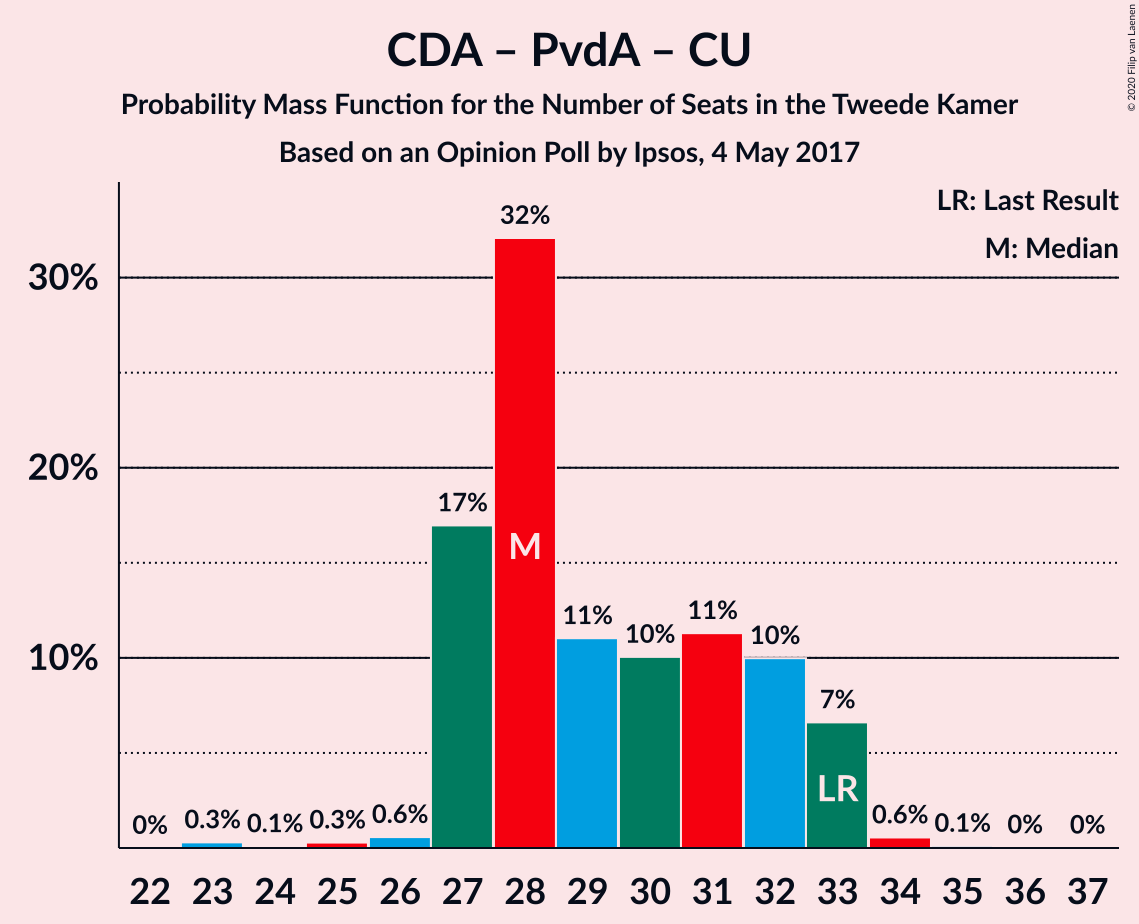 CDA – PvdA – CU
Probability Mass Function for the Number of Seats in the Tweede Kamer
Based on an Opinion Poll by Ipsos, 4 May 2017
© 2020 Filip van Laenen
LR: Last Result
M: Median
30%
20%
10%
0%
0.3%
0.1%
0.3%
0.6%
17%
32%
11%
10%
11%
10%
7%
0.6%
0.1%
0%
0%
M
LR
22 23 24 25 26 27 28 29 30 31 32 33 34 35 36 37